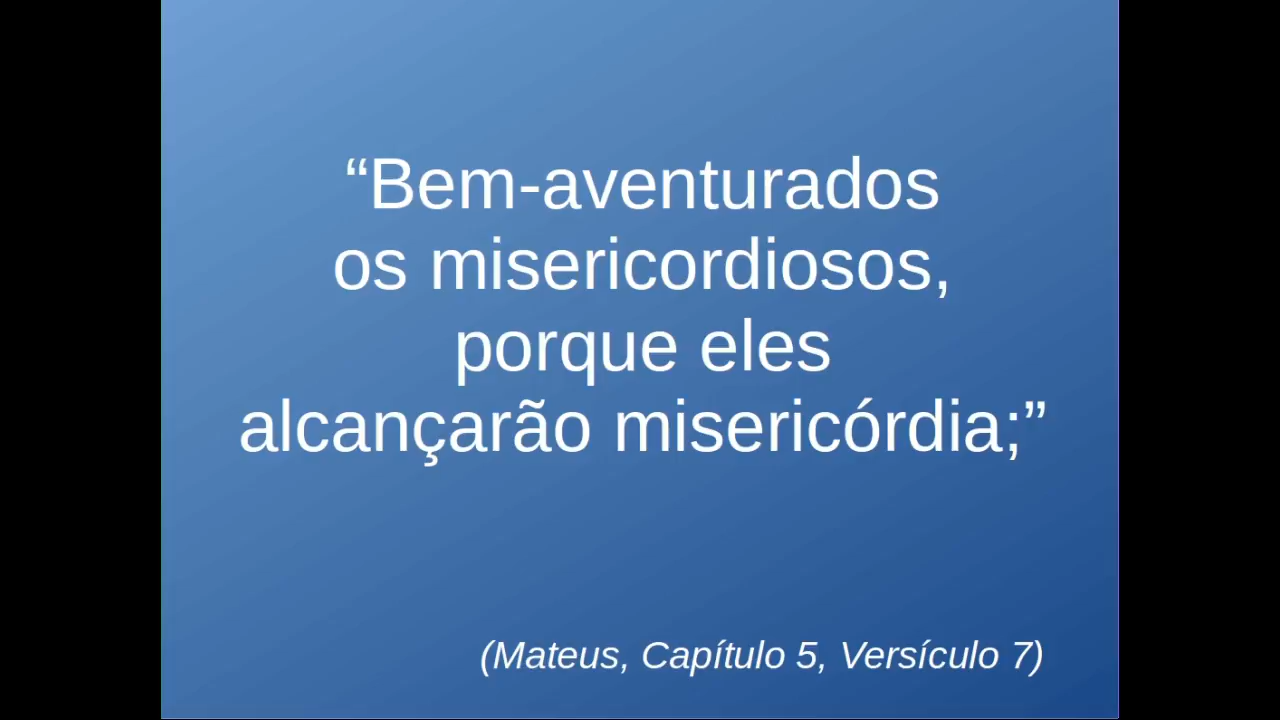 “Bem-aventurados
os misericordiosos,
porque eles
alcançarão misericórdia;”
(Mateus, Capítulo 5, Versículo 7)